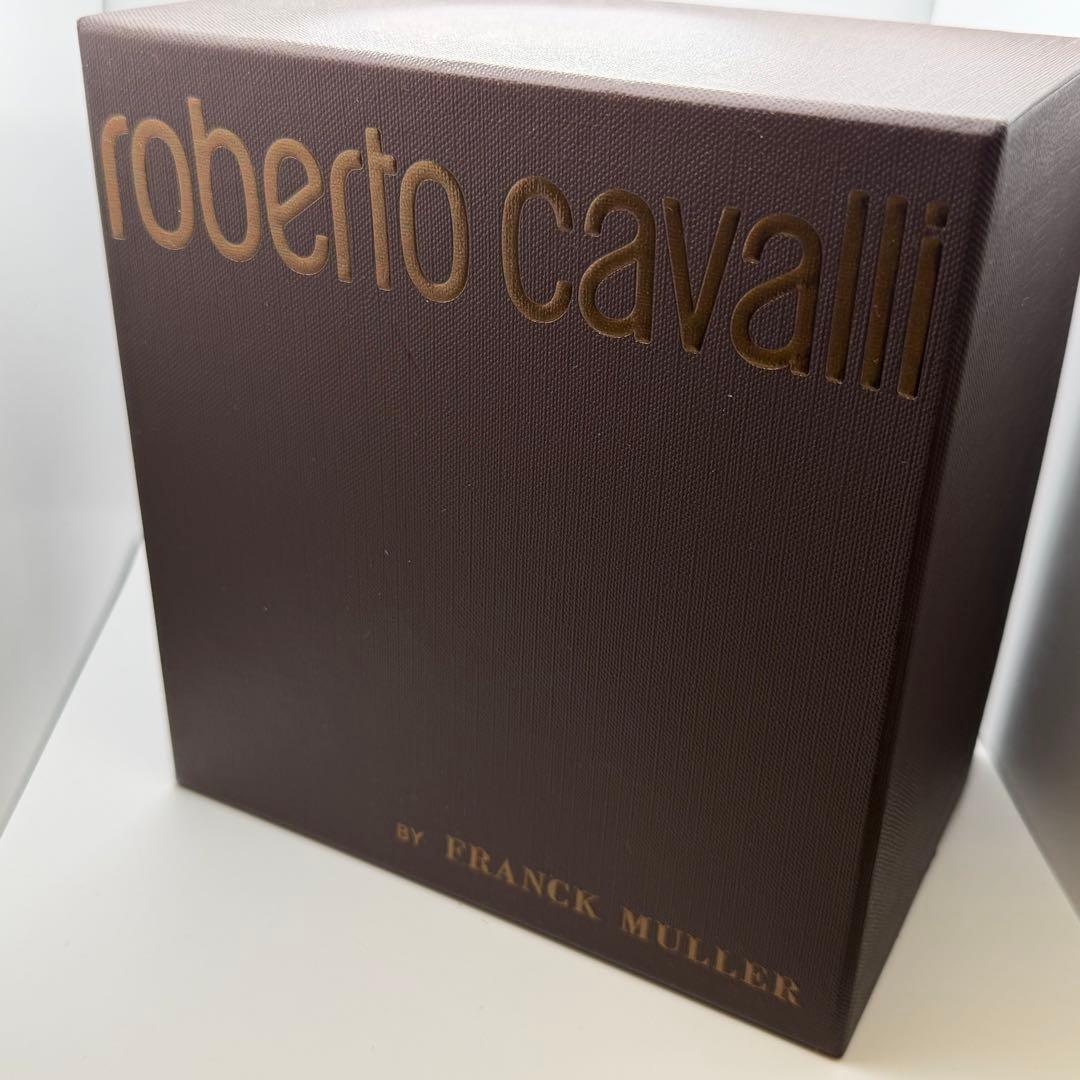 roberto cavalli
BY FRANCK MULLER